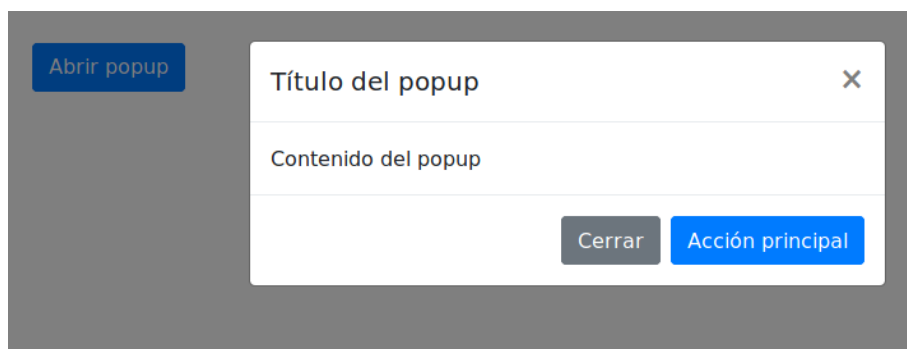 Abrir popup
Título del popup
×
Contenido del popup
Cerrar
Acción principal